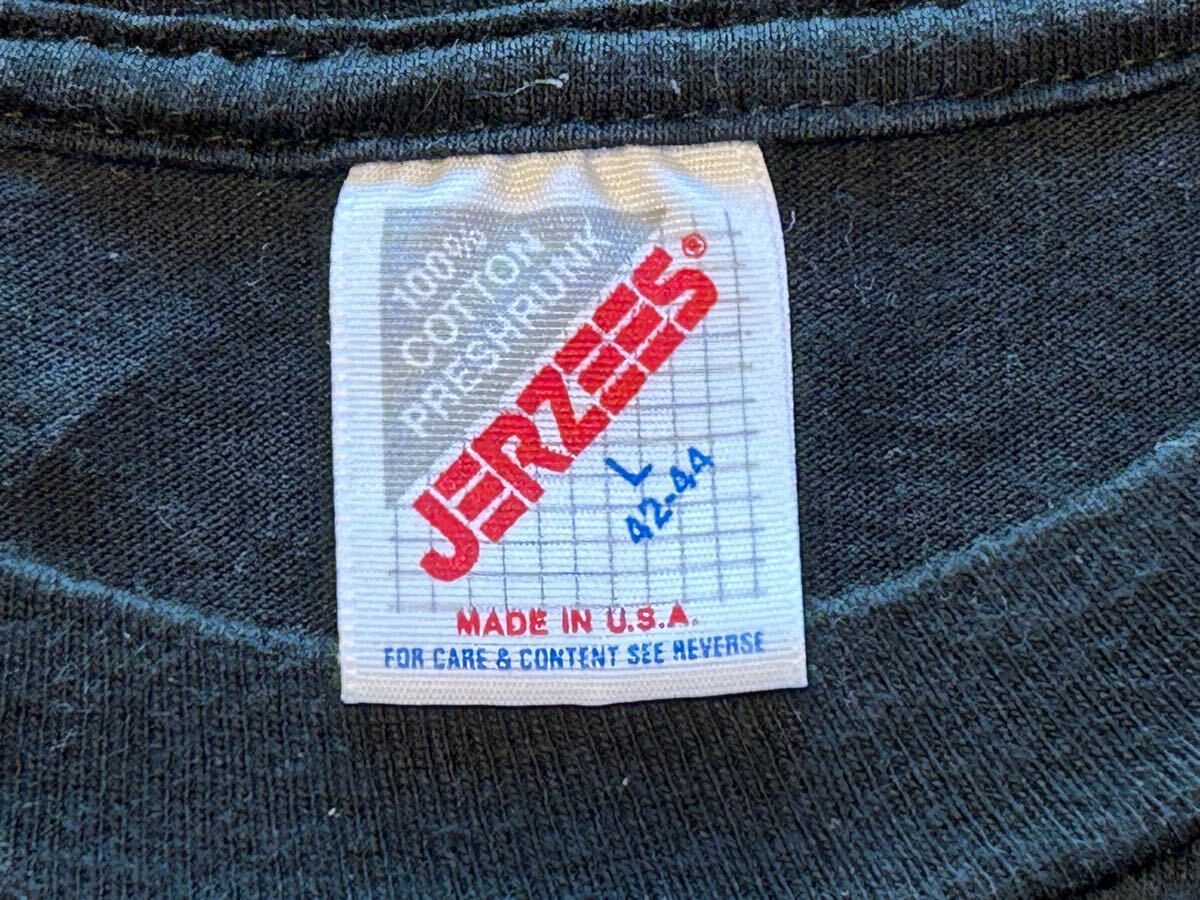 100%
COTTON
PRESHRUNK
JERZEES®
L
42-44
MADE IN U.S.A.
FOR CARE & CONTENT SEE REVERSE